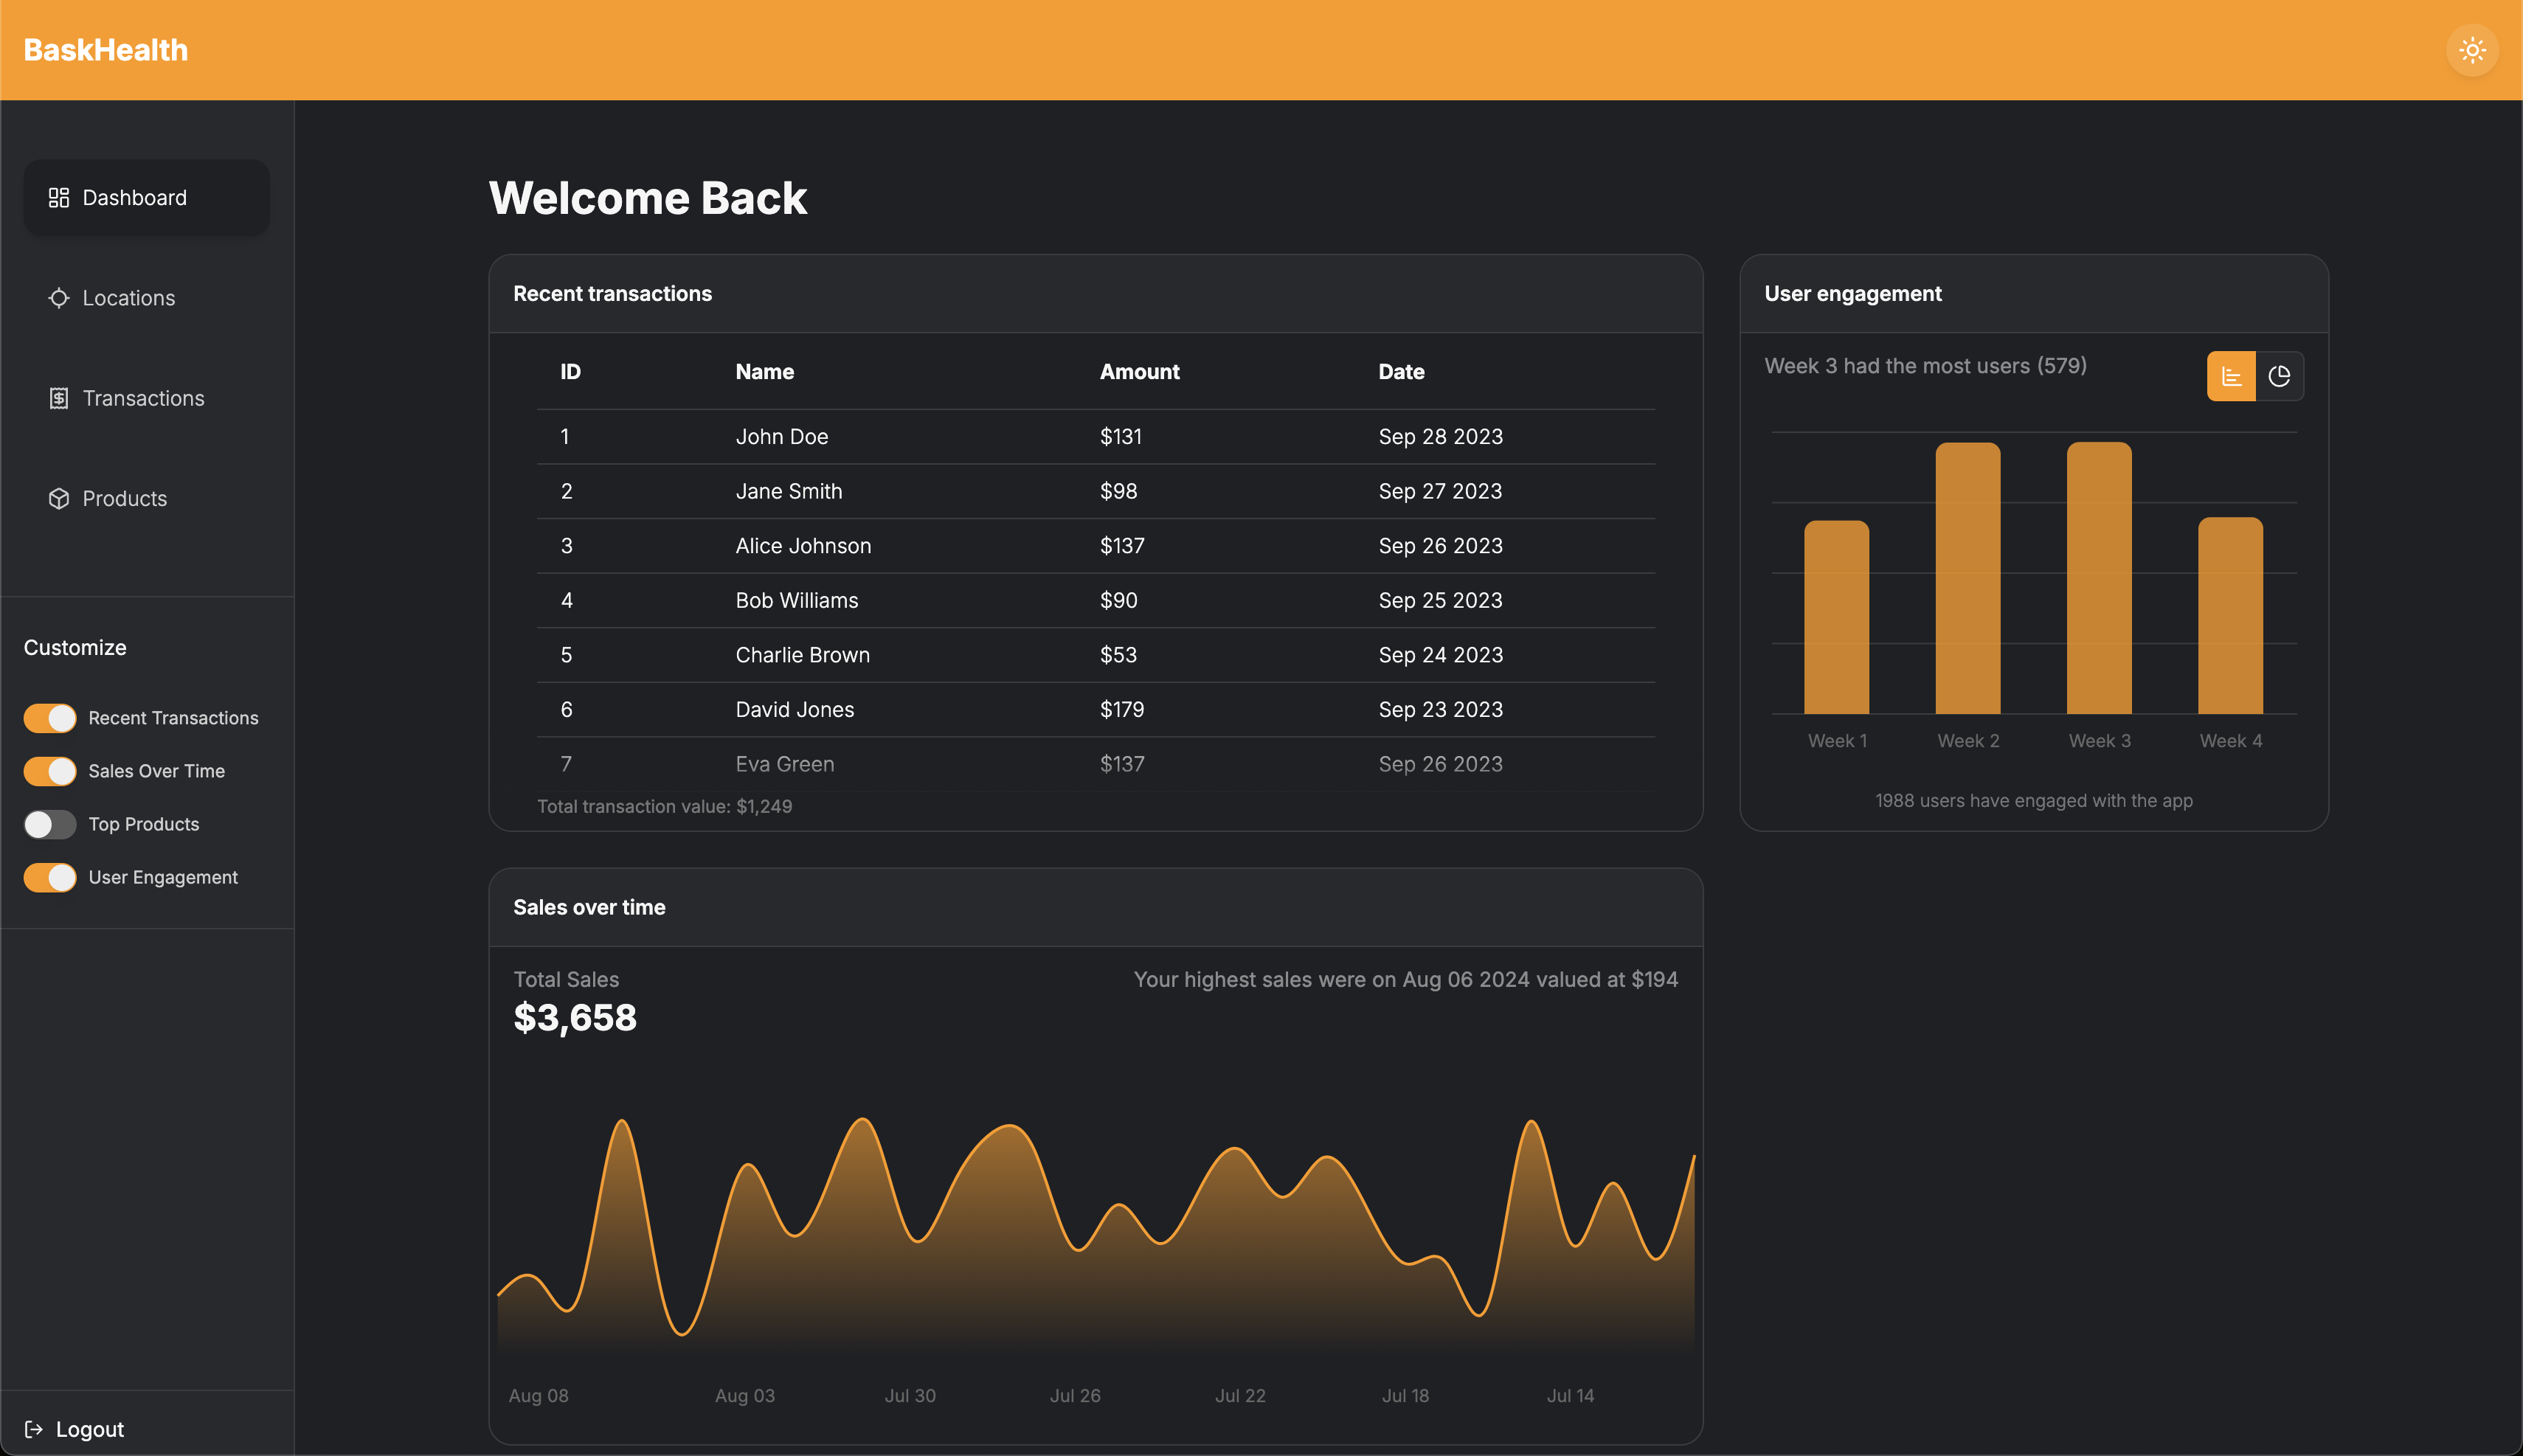 BaskHealth
Dashboard
Locations
Transactions
Products
Customize
Recent Transactions
Sales Over Time
Top Products
User Engagement
Logout
Welcome Back
Recent transactions
ID Name Amount Date
1 John Doe $131 Sep 28 2023
2 Jane Smith $98 Sep 27 2023
3 Alice Johnson $137 Sep 26 2023
4 Bob Williams $90 Sep 25 2023
5 Charlie Brown $53 Sep 24 2023
6 David Jones $179 Sep 23 2023
7 Eva Green $137 Sep 26 2023
Total transaction value: $1,249
User engagement
Week 3 had the most users (579)
Week 1 Week 2 Week 3 Week 4
1988 users have engaged with the app
Sales over time
Total Sales
$3,658
Your highest sales were on Aug 06 2024 valued at $194
Aug 08 Aug 03 Jul 30 Jul 26 Jul 22 Jul 18 Jul 14